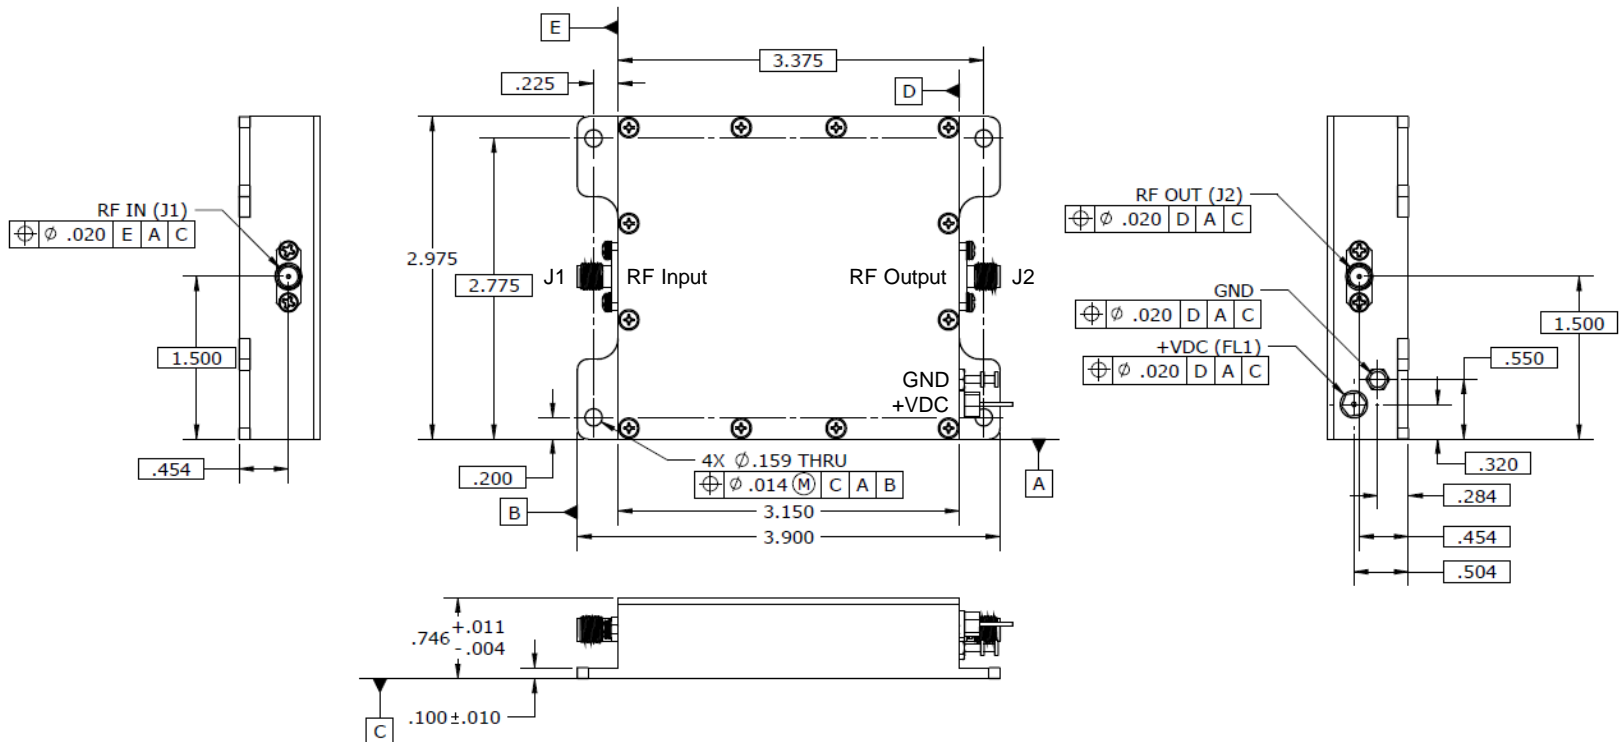 E
3.375
.225
D
RF IN (J1)
⌖ Ø .020 E A C
1.500
.454
2.975
2.775
J1 RF Input
RF Output J2
GND
+VDC
.200
4X Ø.159 THRU
⌖ Ø .014 Ⓜ C A B
A
B
3.150
3.900
RF OUT (J2)
⌖ Ø .020 D A C
GND
⌖ Ø .020 D A C
+VDC (FL1)
⌖ Ø .020 D A C
1.500
.550
.320
.284
.454
.504
.746 +.011
-.004
.100±.010
C